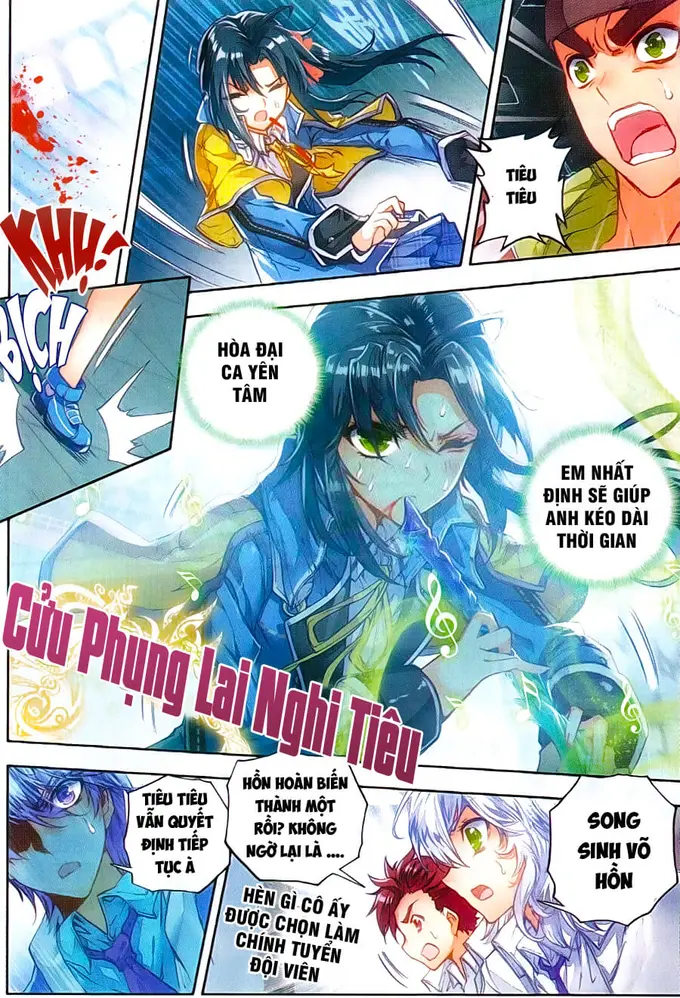 TIÊU
TIÊU
KHỤ!
BỊCH
HÒA ĐẠI
CA YÊN
TÂM
EM NHẤT
ĐỊNH SẼ GIÚP
ANH KÉO DÀI
THỜI GIAN
Cửu Phụng Lai Nghi Tiêu
TIÊU TIÊU
VẪN QUYẾT
ĐỊNH TIẾP
TỤC À
HỒN HOÀN BIẾN
THÀNH MỘT
RỒI? KHÔNG
NGỜ LẠI LÀ ....
SONG
SINH VÕ
HỒN
HÈN GÌ CÔ ẤY
ĐƯỢC CHỌN LÀM
CHÍNH TUYỂN
ĐỘI VIÊN